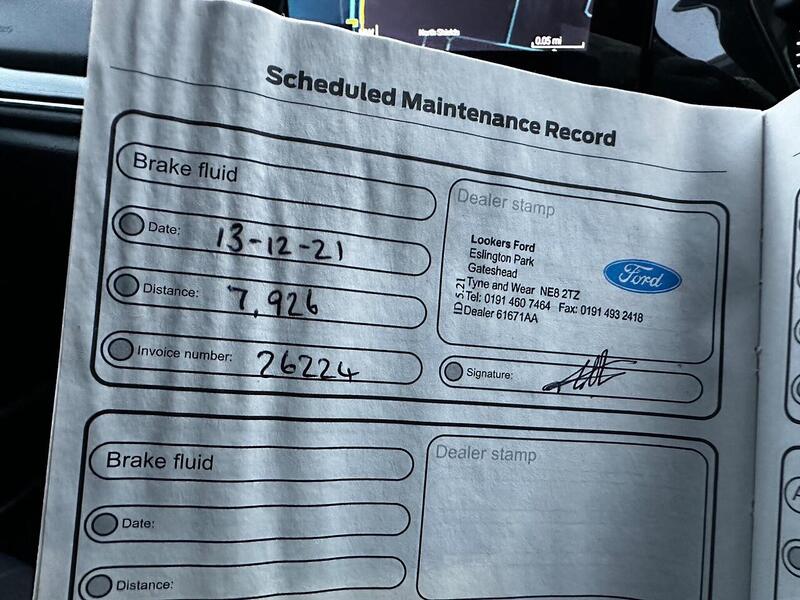 North Shields
0.05 mi
Scheduled Maintenance Record
Brake fluid
Date: 13-12-21
Distance: 7,926
Invoice number: 26224
Dealer stamp
Lookers Ford
Eslington Park
Gateshead
Tyne and Wear NE8 2TZ
Tel: 0191 460 7464 Fax: 0191 493 2418
Dealer 61671AA
ID 5.21
Ford
Signature:
Brake fluid
Date:
Distance:
Dealer stamp